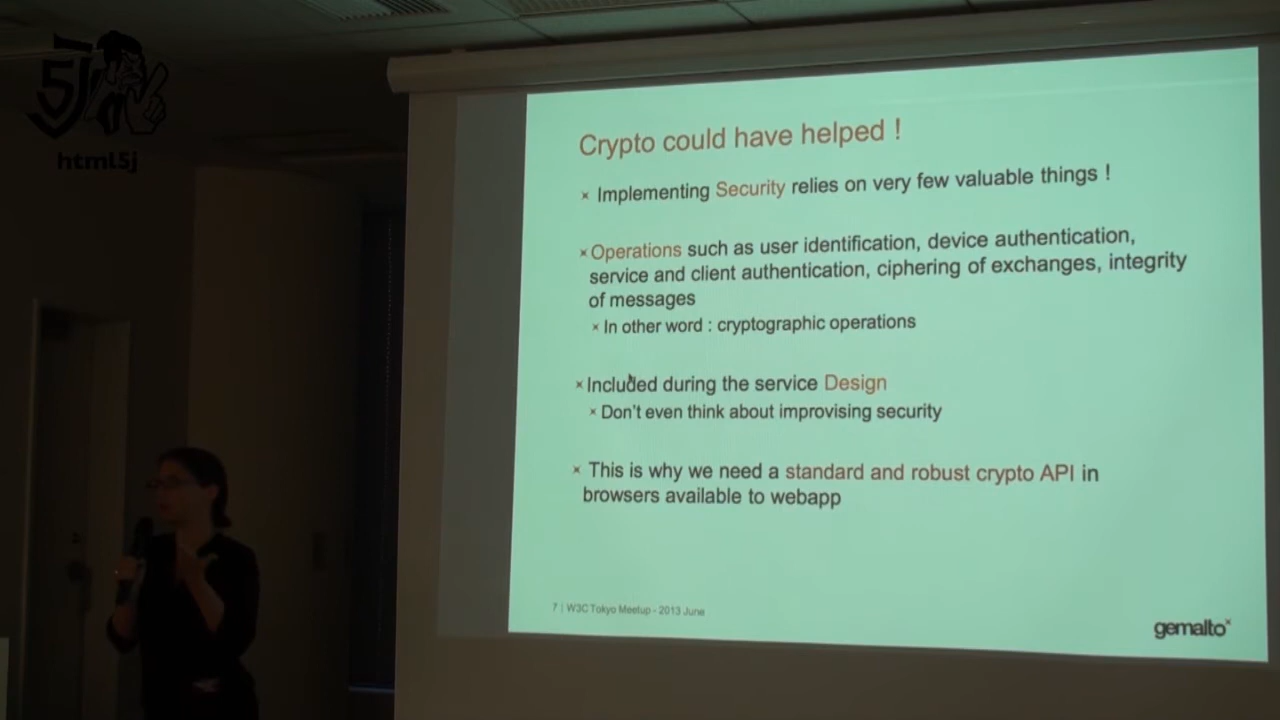 5J
html5j
Crypto could have helped !
Implementing Security relies on very few valuable things !
Operations such as user identification, device authentication,
service and client authentication, ciphering of exchanges, integrity
of messages
In other word : cryptographic operations
Included during the service Design
Don't even think about improvising security
This is why we need a standard and robust crypto API in
browsers available to webapp
7 | W3C Tokyo Meetup - 2013 June
gemalto